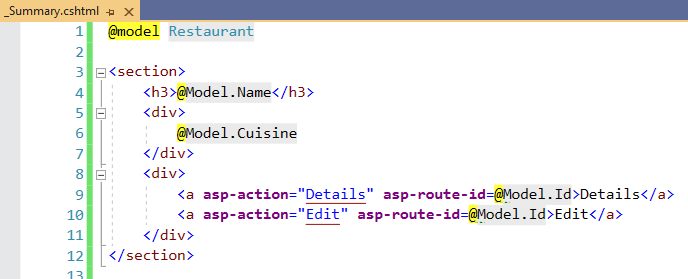 _Summary.cshtml
1 @model Restaurant
2
3 <section>
4 <h3>@Model.Name</h3>
5 <div>
6 @Model.Cuisine
7 </div>
8 <div>
9 <a asp-action="Details" asp-route-id=@Model.Id>Details</a>
10 <a asp-action="Edit" asp-route-id=@Model.Id>Edit</a>
11 </div>
12 </section>
13